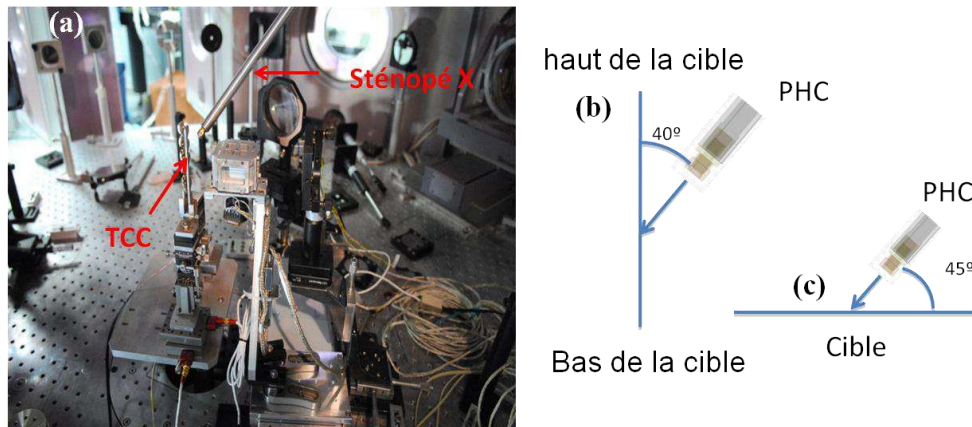 (a)
Sténopé X
TCC
haut de la cible
(b)
PHC
40º
Bas de la cible
PHC
45º
(c)
Cible